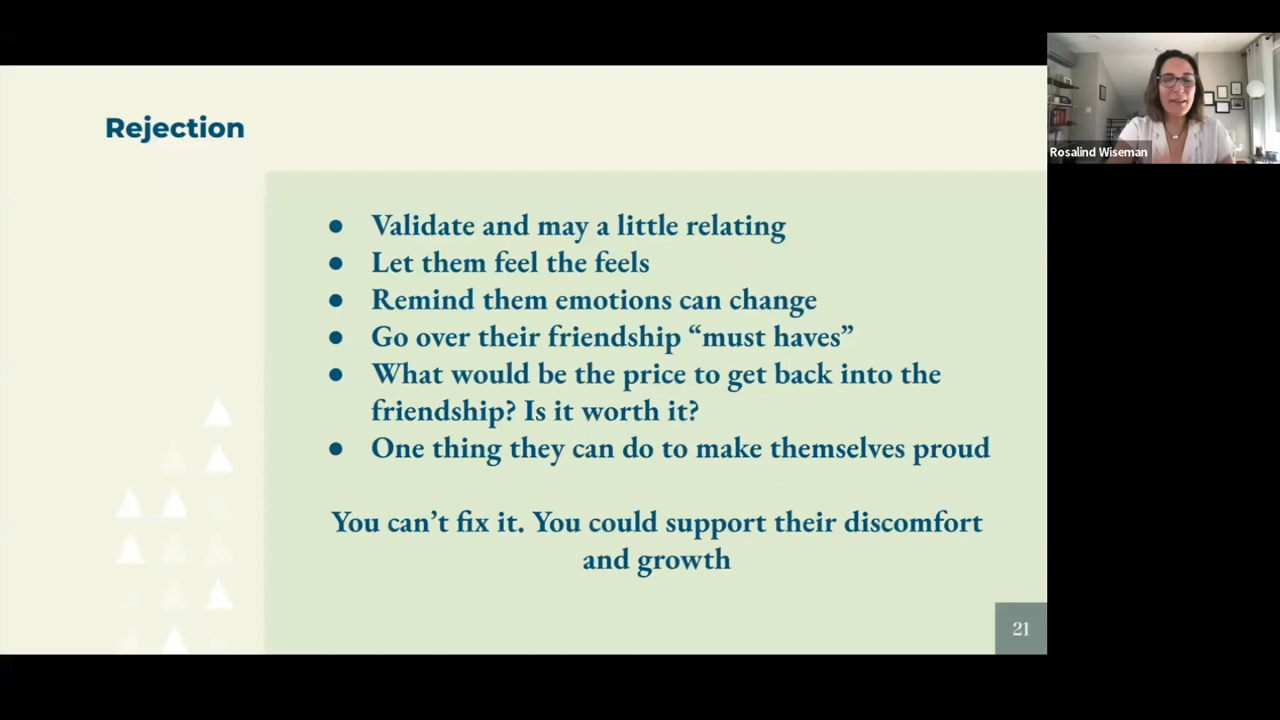 Rejection
Rosalind Wiseman
● Validate and may a little relating
● Let them feel the feels
● Remind them emotions can change
● Go over their friendship “must haves”
● What would be the price to get back into the
friendship? Is it worth it?
● One thing they can do to make themselves proud
You can’t fix it. You could support their discomfort
and growth
21